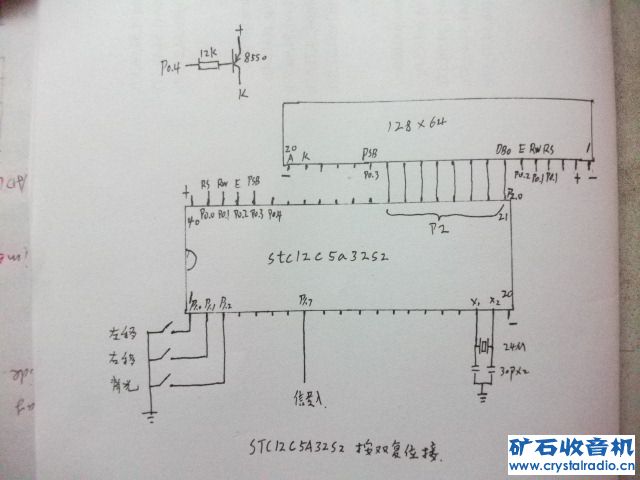 +
12K
P0.4
8550
K
128×64
20
1
A K PSB DB0 E RW RS
P0.3 P0.2 P0.1 P0.1 +
RS RW E PSB
+ P0.0 P0.1 P0.2 P0.3 P0.4
P2.0
40
P2
21
stc12C5a32S2
P1.0 P1.1 P1.2 P1.7 X1 X2 20
左移
右移
背光
24M
30P×2
信号入
STC12C5A32S2 按双复位接.
矿石收音机
www.crystalradio.cn